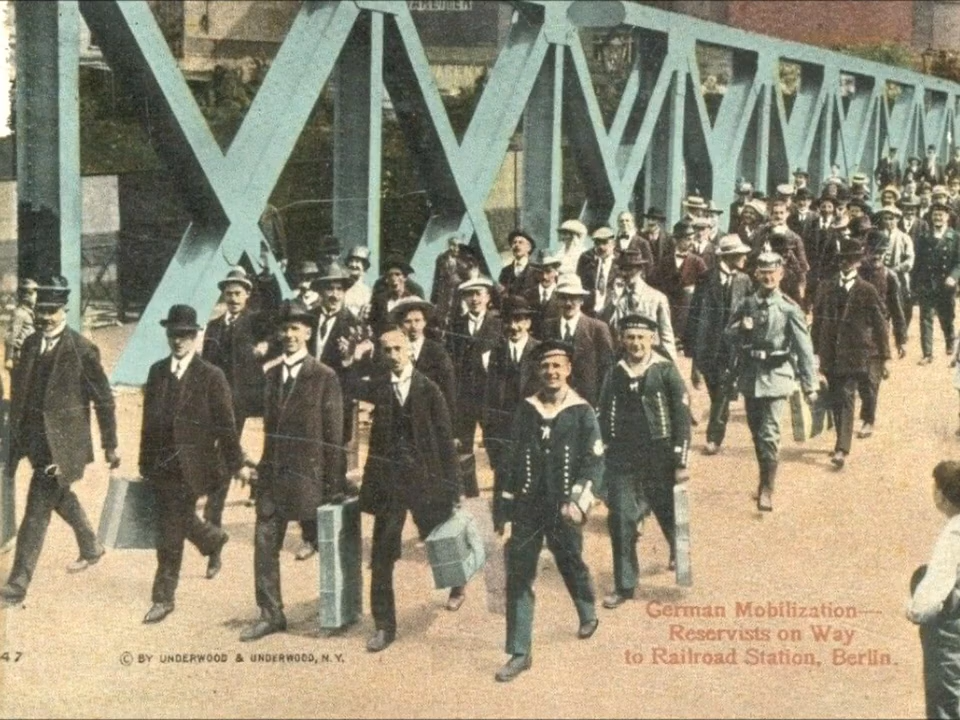 German Mobilization—
Reservists on Way
to Railroad Station, Berlin.
47
© BY UNDERWOOD & UNDERWOOD, N.Y.